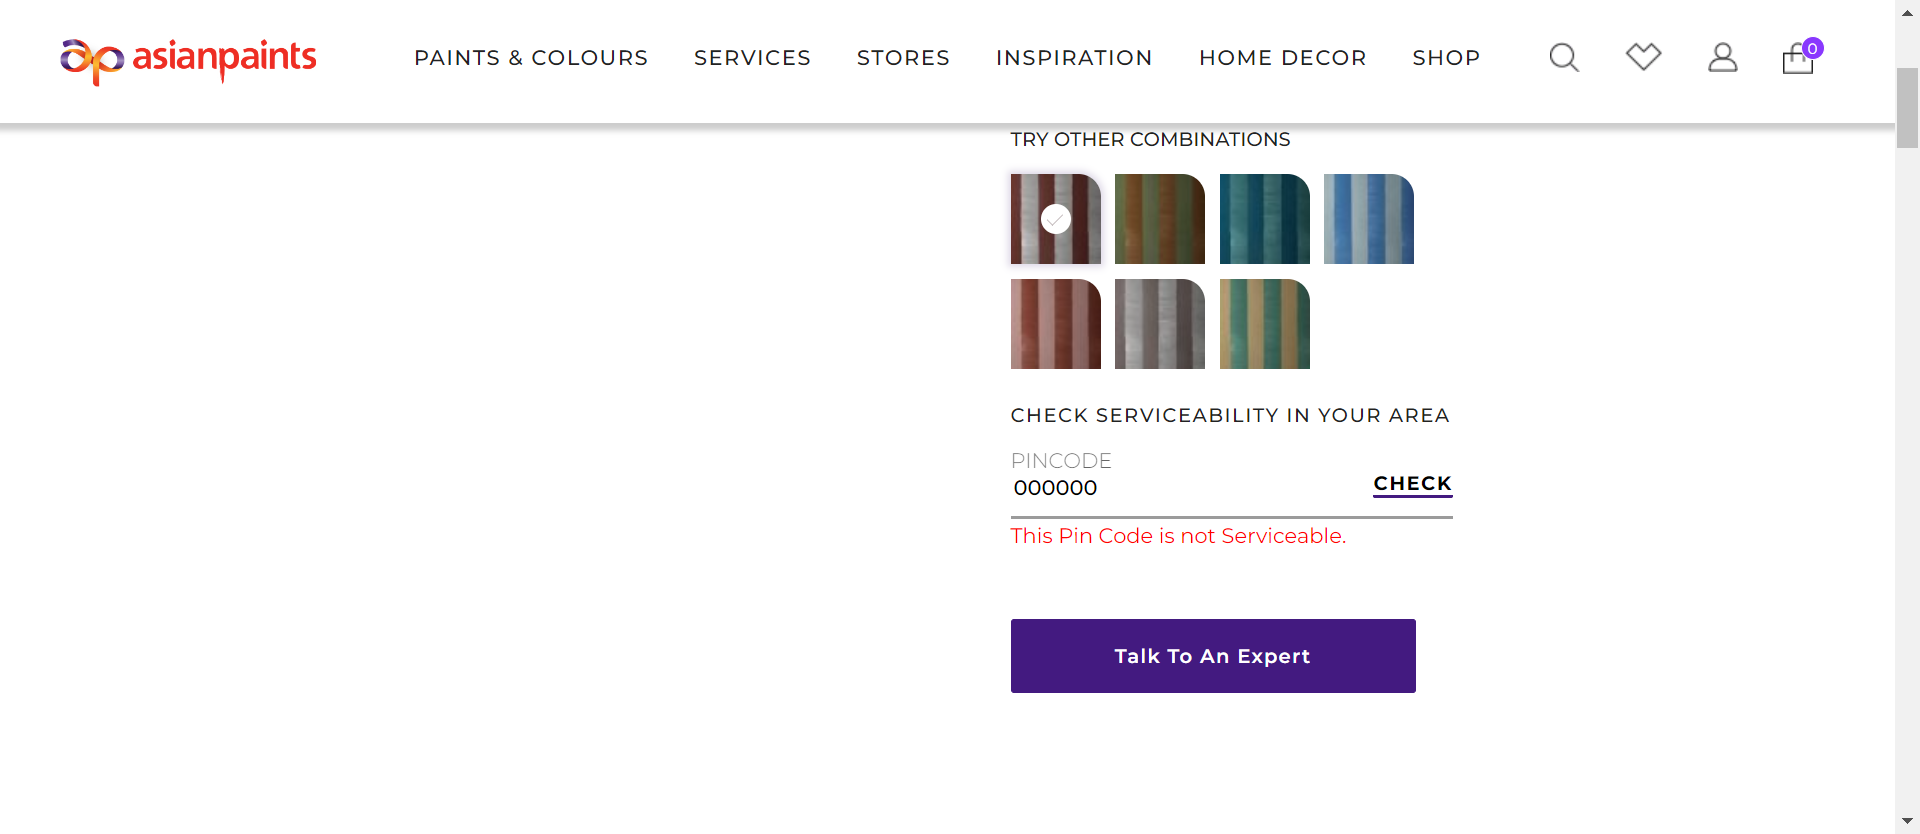 asianpaints
PAINTS & COLOURS SERVICES STORES INSPIRATION HOME DECOR SHOP 0
TRY OTHER COMBINATIONS
CHECK SERVICEABILITY IN YOUR AREA
PINCODE
000000 CHECK
This Pin Code is not Serviceable.
Talk To An Expert